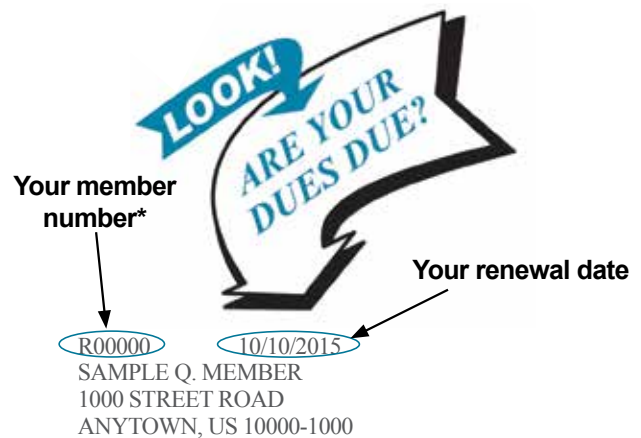 LOOK!
ARE YOUR
DUES DUE?
Your member
number*
Your renewal date
R00000 10/10/2015
SAMPLE Q. MEMBER
1000 STREET ROAD
ANYTOWN, US 10000-1000